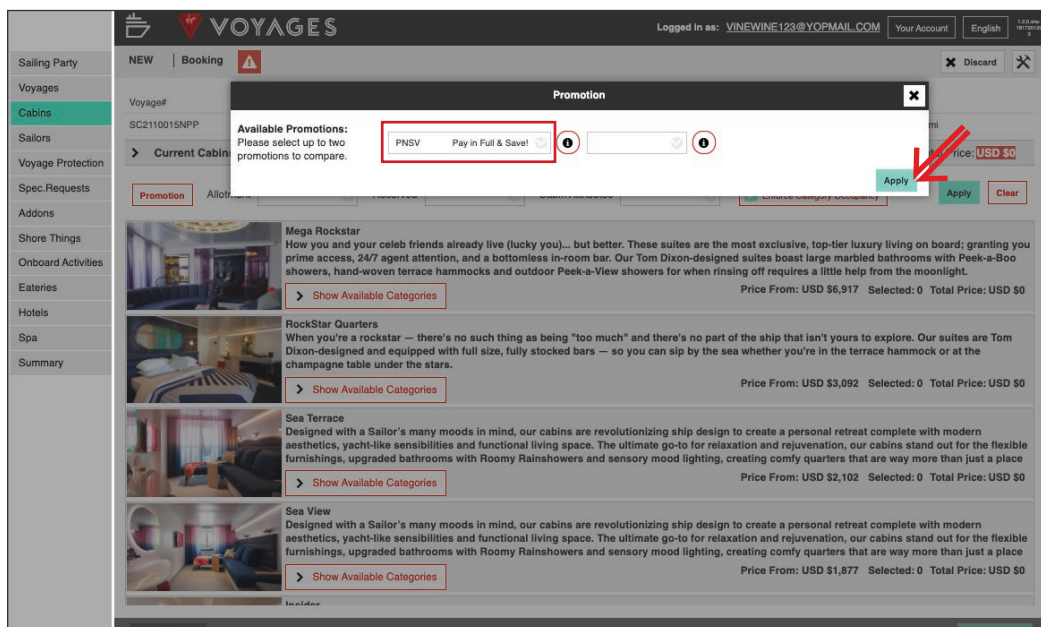 VOYAGES
Logged in as: VINEWINE123@YOPMAIL.COM
Your Account
English
Sailing Party
Voyages
Cabins
Sailors
Voyage Protection
Spec.Requests
Addons
Shore Things
Onboard Activities
Eateries
Hotels
Spa
Summary
NEW | Booking
Discard
Voyage#
SC2110015NPP
Promotion
Available Promotions:
Please select up to two
promotions to compare.
PNSV Pay in Full & Save!
Apply
Current Cabin
Price: USD $0
Promotion
Enforce Category Occupancy
Apply
Clear
Mega Rockstar
How you and your celeb friends already live (lucky you)... but better. These suites are the most exclusive, top-tier luxury living on board; granting you
prime access, 24/7 agent attention, and a bottomless in-room bar. Our Tom Dixon-designed suites boast large marbled bathrooms with Peek-a-Boo
showers, hand-woven terrace hammocks and outdoor Peek-a-View showers for when rinsing off requires a little help from the moonlight.
Show Available Categories
Price From: USD $6,917 Selected: 0 Total Price: USD $0
RockStar Quarters
When you're a rockstar — there's no such thing as being "too much" and there's no part of the ship that isn't yours to explore. Our suites are Tom
Dixon-designed and equipped with full size, fully stocked bars — so you can sip by the sea whether you're in the terrace hammock or at the
champagne table under the stars.
Show Available Categories
Price From: USD $3,092 Selected: 0 Total Price: USD $0
Sea Terrace
Designed with a Sailor's many moods in mind, our cabins are revolutionizing ship design to create a personal retreat complete with modern
aesthetics, yacht-like sensibilities and functional living space. The ultimate go-to for relaxation and rejuvenation, our cabins stand out for the flexible
furnishings, upgraded bathrooms with Roomy Rainshowers and sensory mood lighting, creating comfy quarters that are way more than just a place
Show Available Categories
Price From: USD $2,102 Selected: 0 Total Price: USD $0
Sea View
Designed with a Sailor's many moods in mind, our cabins are revolutionizing ship design to create a personal retreat complete with modern
aesthetics, yacht-like sensibilities and functional living space. The ultimate go-to for relaxation and rejuvenation, our cabins stand out for the flexible
furnishings, upgraded bathrooms with Roomy Rainshowers and sensory mood lighting, creating comfy quarters that are way more than just a place
Show Available Categories
Price From: USD $1,877 Selected: 0 Total Price: USD $0